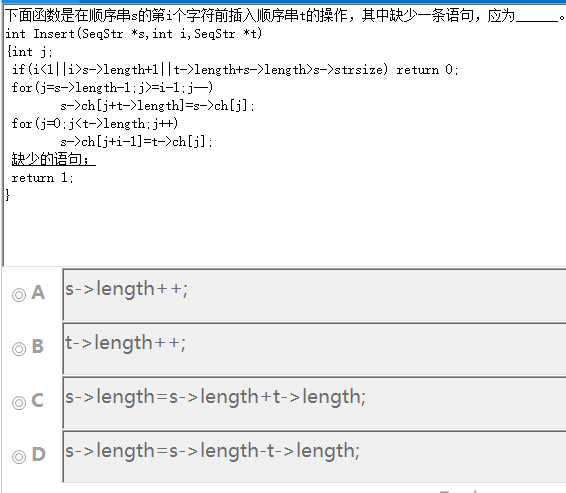 下面函数是在顺序串s的第i个字符前插入顺序串t的操作，其中缺少一条语句，应为______。
int Insert(SeqStr *s,int i,SeqStr *t)
{int j;
if(i<1||i>s->length+1||t->length+s->length>s->strsize) return 0;
for(j=s->length-1;j>=i-1;j--)
s->ch[j+t->length]=s->ch[j];
for(j=0;j<t->length;j++)
s->ch[j+i-1]=t->ch[j];
缺少的语句;
return 1;
}
A s->length++;
B t->length++;
C s->length=s->length+t->length;
D s->length=s->length-t->length;